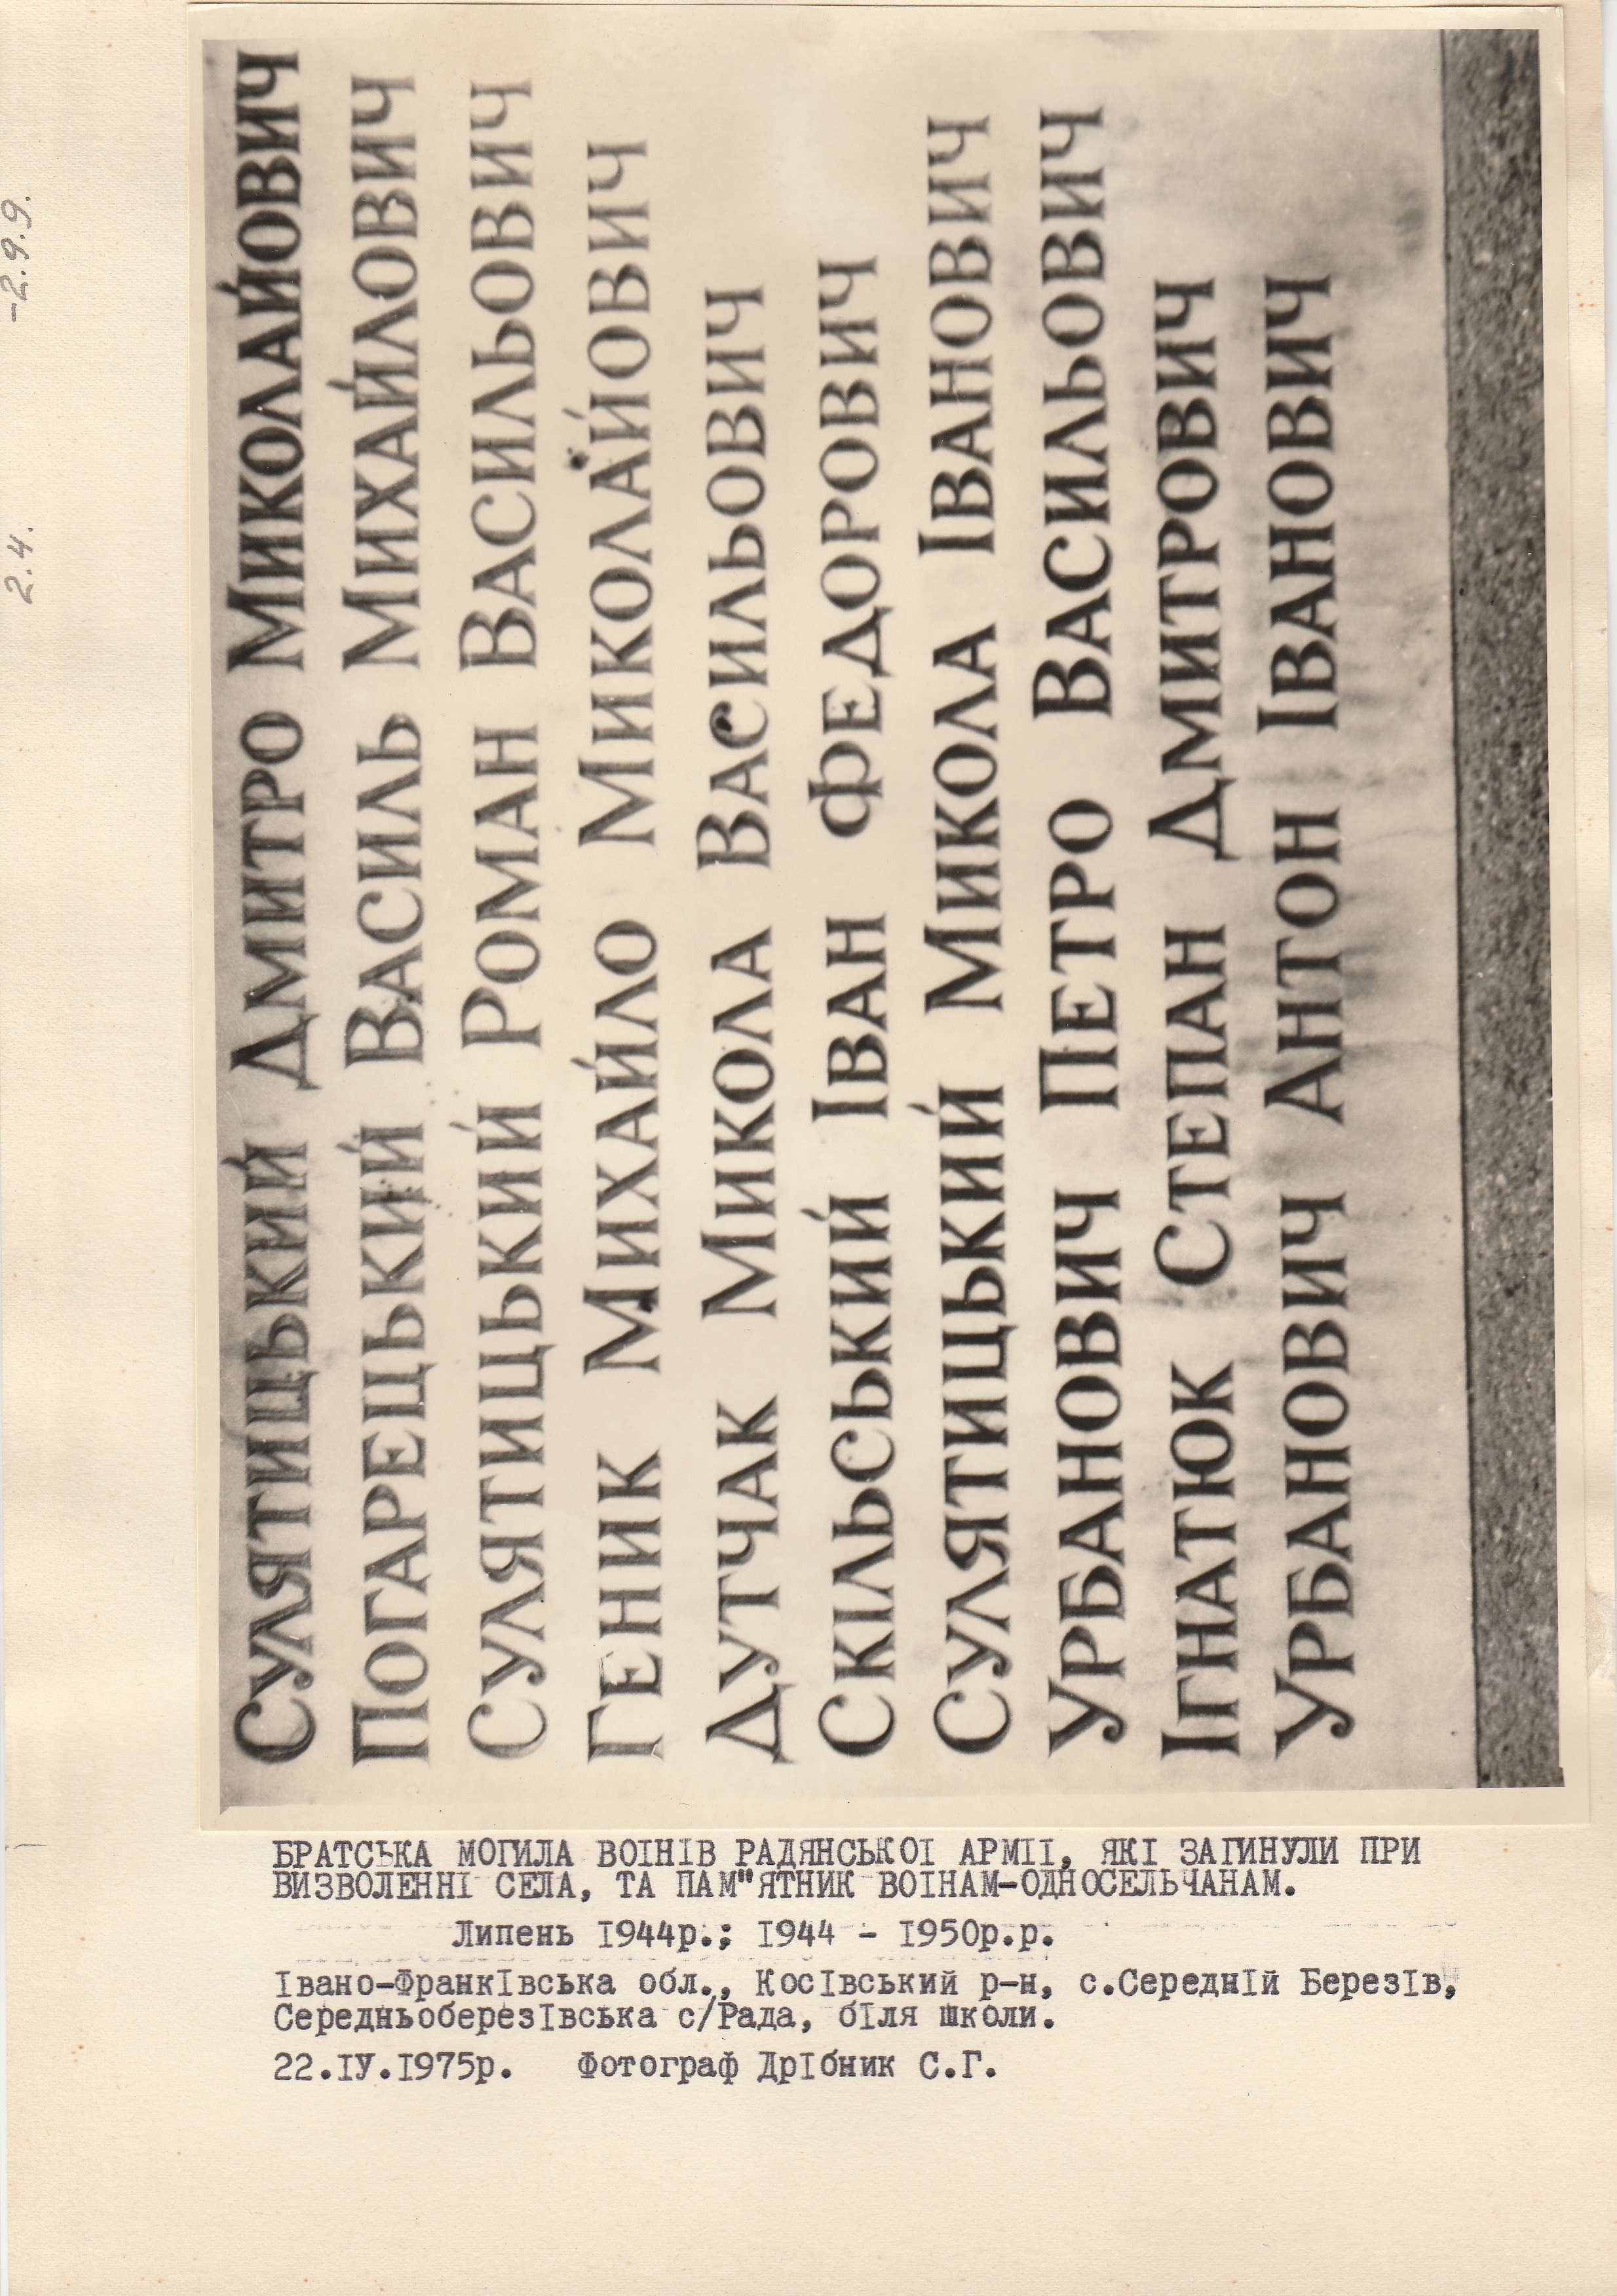 -2.9.9.
2.4.
Сулятицький Дмитро Миколайович
Погарецький Василь Михайлович
Сулятицький Роман Васильович
Геник Михайло Миколайович
Дутчак Микола Васильович
Скільський Іван Федорович
Сулятицький Микола Іванович
Урбанович Петро Васильович
Ігнатюк Степан Дмитрович
Урбанович Антон Іванович
БРАТСЬКА МОГИЛА ВОІНІВ РАДЯНСЬКОІ АРМІІ, ЯКІ ЗАГИНУЛИ ПРИ
ВИЗВОЛЕННІ СЕЛА, ТА ПАМ"ЯТНИК ВОІНАМ-ОДНОСЕЛЬЧАНАМ.
Липень 1944р.; 1944 - 1950р.р.
Івано-Франківська обл., Косівський р-н, с.Середній Березів,
Середньоберезівська с/Рада, біля школи.
22.ІУ.1975р. Фотограф Дрібник С.Г.